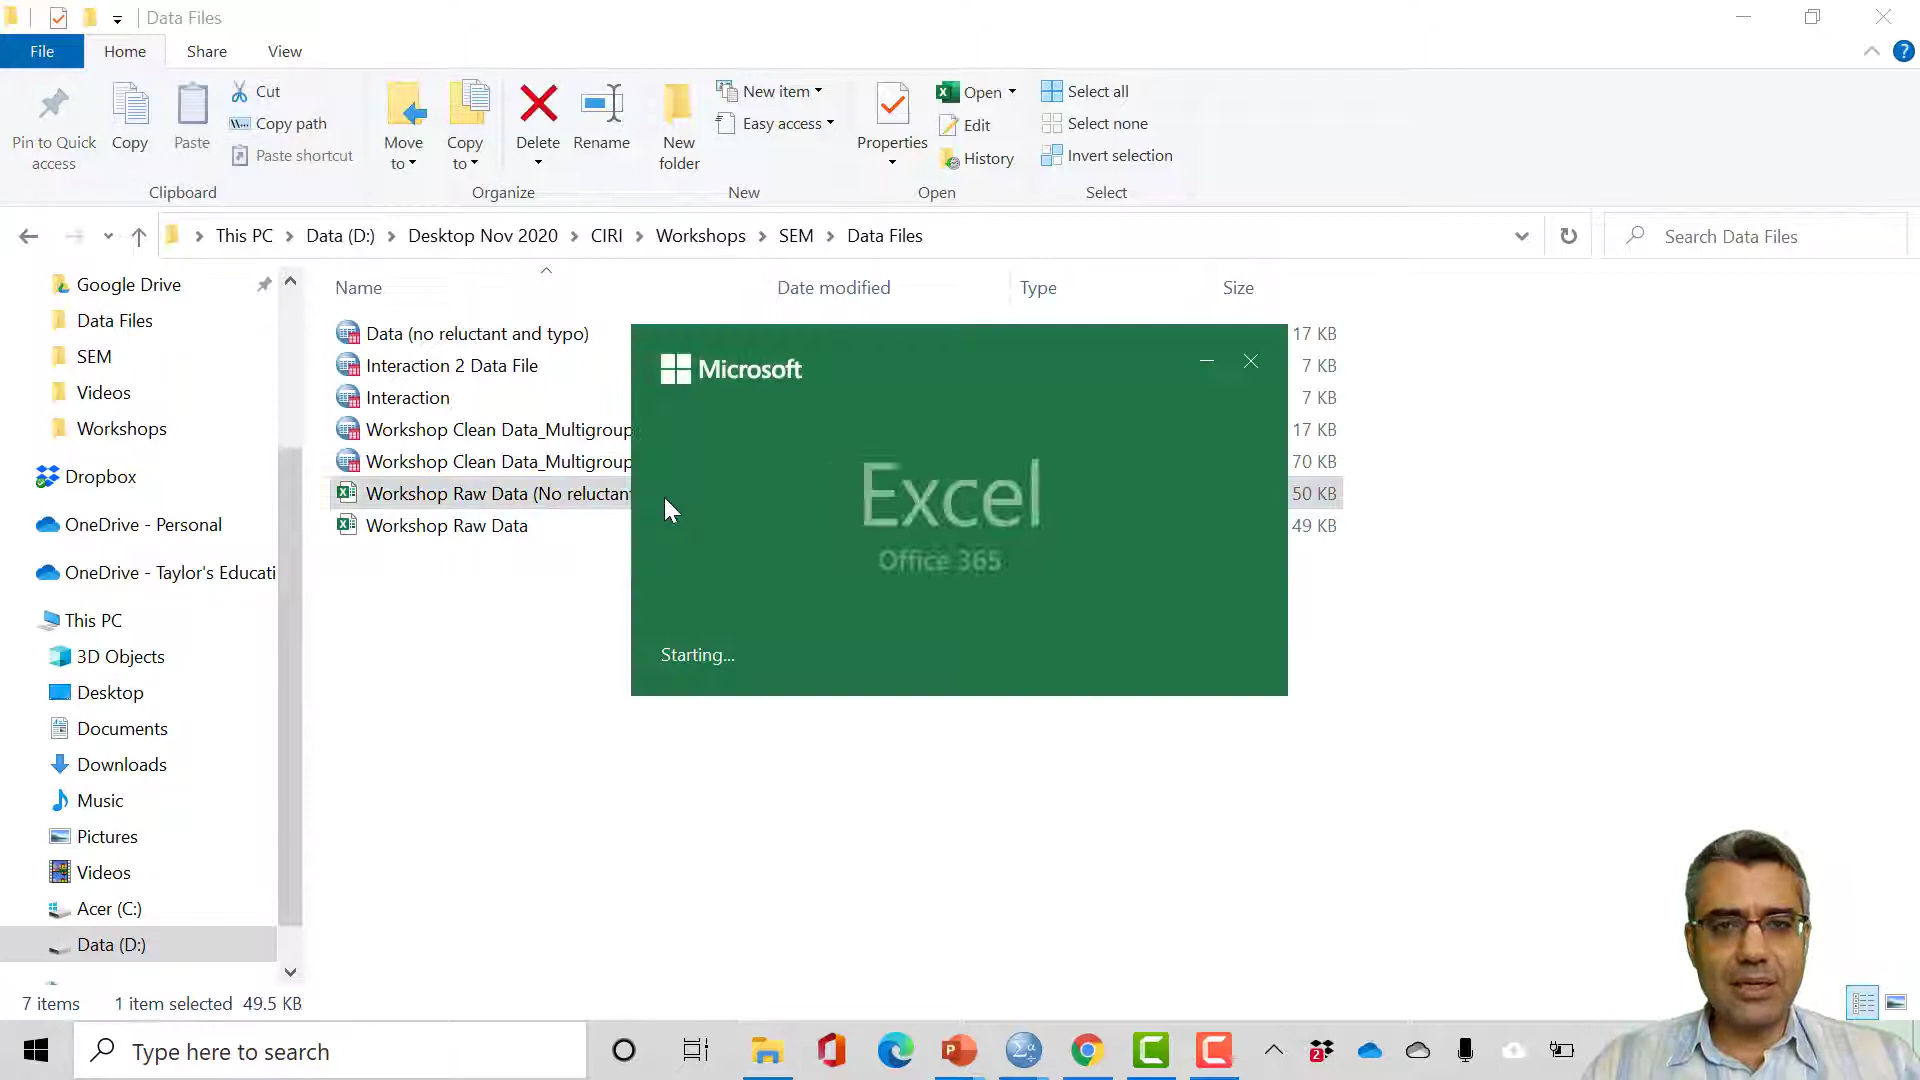 Data Files
File Home Share View
Pin to Quick access
Copy
Paste
Cut
Copy path
Paste shortcut
Clipboard
Move to
Copy to
Delete
Rename
Organize
New folder
New item
Easy access
New
Properties
Open
Edit
History
Open
Select all
Select none
Invert selection
Select
This PC Data (D:) Desktop Nov 2020 CIRI Workshops SEM Data Files
Search Data Files
Google Drive
Data Files
SEM
Videos
Workshops
Dropbox
OneDrive - Personal
OneDrive - Taylor's Educati
This PC
3D Objects
Desktop
Documents
Downloads
Music
Pictures
Videos
Acer (C:)
Data (D:)
Name Date modified Type Size
Data (no reluctant and typo) 17 KB
Interaction 2 Data File 7 KB
Interaction 7 KB
Workshop Clean Data_Multigroup 17 KB
Workshop Clean Data_Multigroup 70 KB
Workshop Raw Data (No reluctant 50 KB
Workshop Raw Data 49 KB
Microsoft
Excel
Office 365
Starting...
7 items 1 item selected 49.5 KB
Type here to search
2